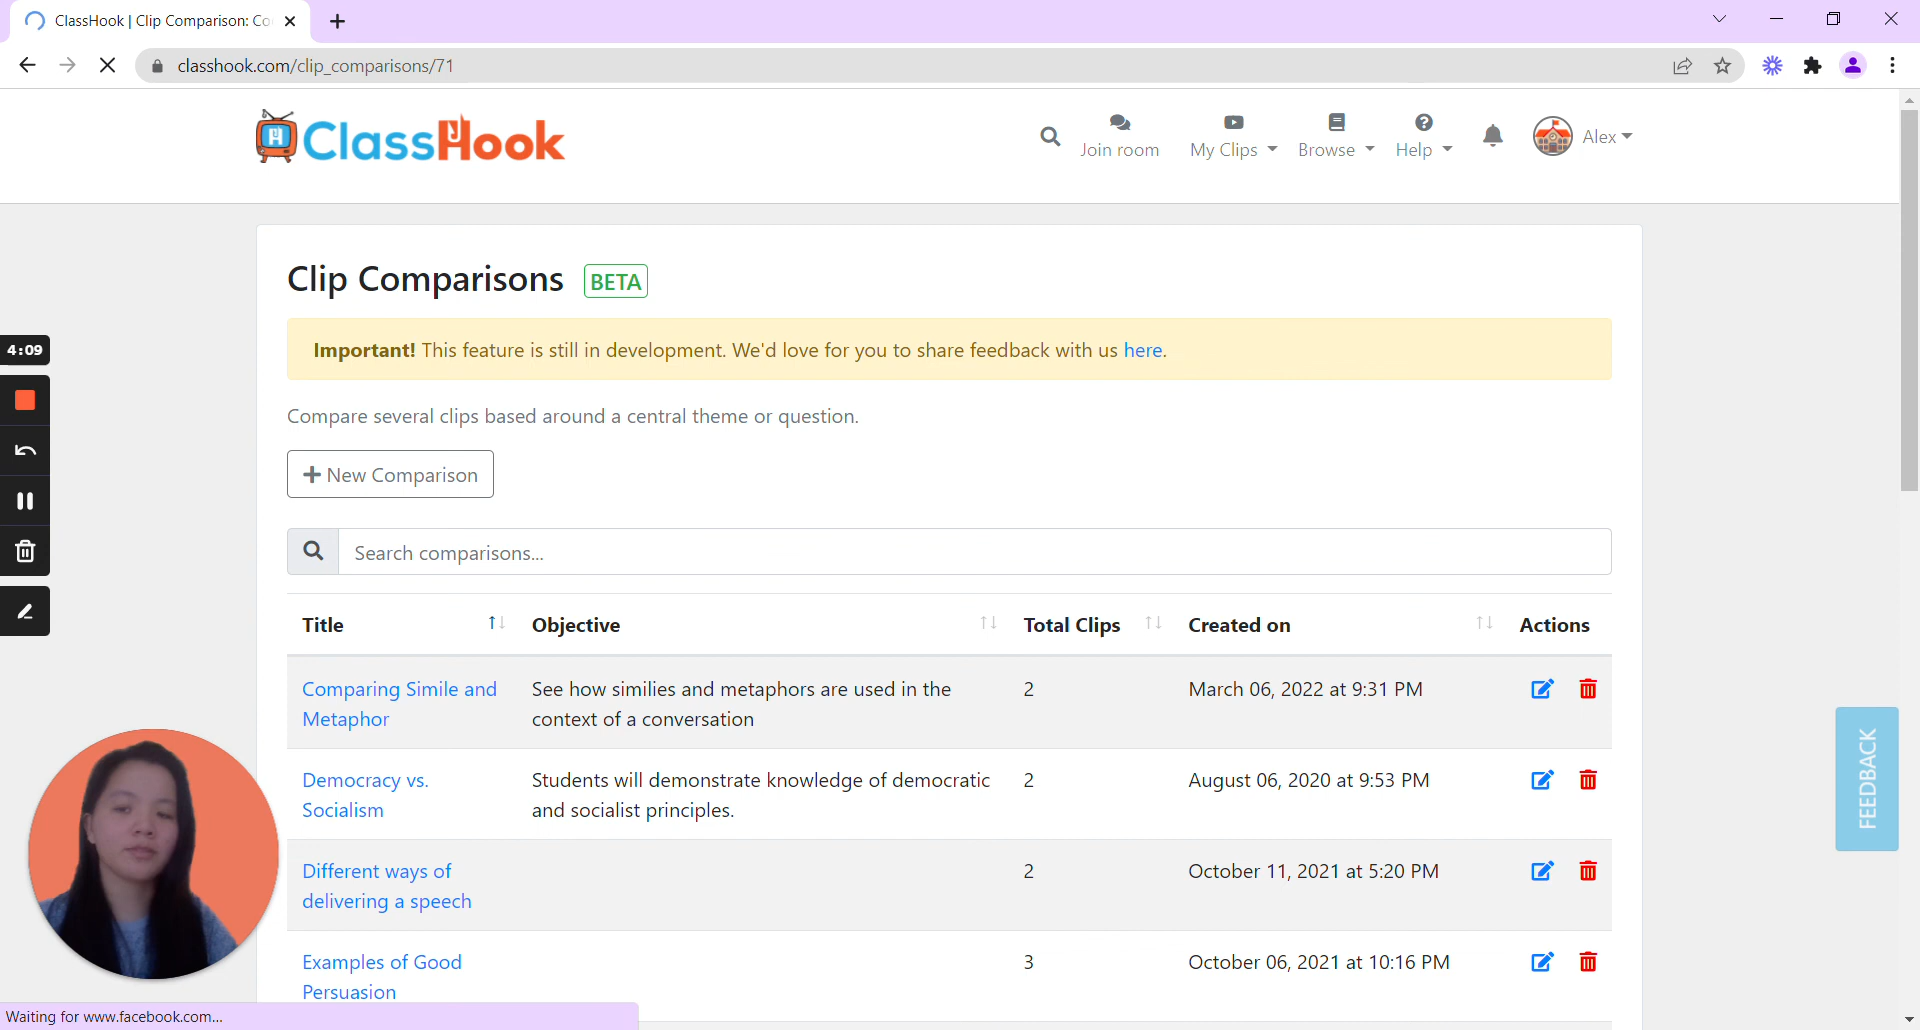 ClassHook | Clip Comparison: Co
classhook.com/clip_comparisons/71
ClassHook
Join room
My Clips
Browse
Help
Alex
Clip Comparisons BETA
Important! This feature is still in development. We'd love for you to share feedback with us here.
4:09
Compare several clips based around a central theme or question.
New Comparison
Search comparisons...
Title Objective Total Clips Created on Actions
Comparing Simile and
Metaphor
See how similies and metaphors are used in the
context of a conversation
2
March 06, 2022 at 9:31 PM
Democracy vs.
Socialism
Students will demonstrate knowledge of democratic
and socialist principles.
2
August 06, 2020 at 9:53 PM
FEEDBACK
Different ways of
delivering a speech
2
October 11, 2021 at 5:20 PM
Examples of Good
Persuasion
3
October 06, 2021 at 10:16 PM
Waiting for www.facebook.com...